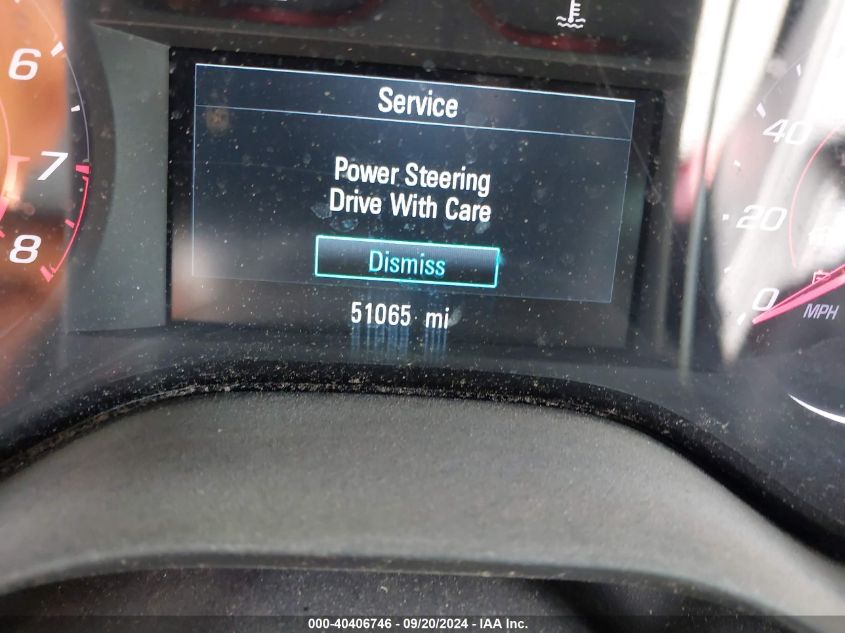 Service
Power Steering
Drive With Care
Dismiss
51065 mi
6
7
8
40
20
0
MPH
000-40406746 - 09/20/2024 - IAA Inc.